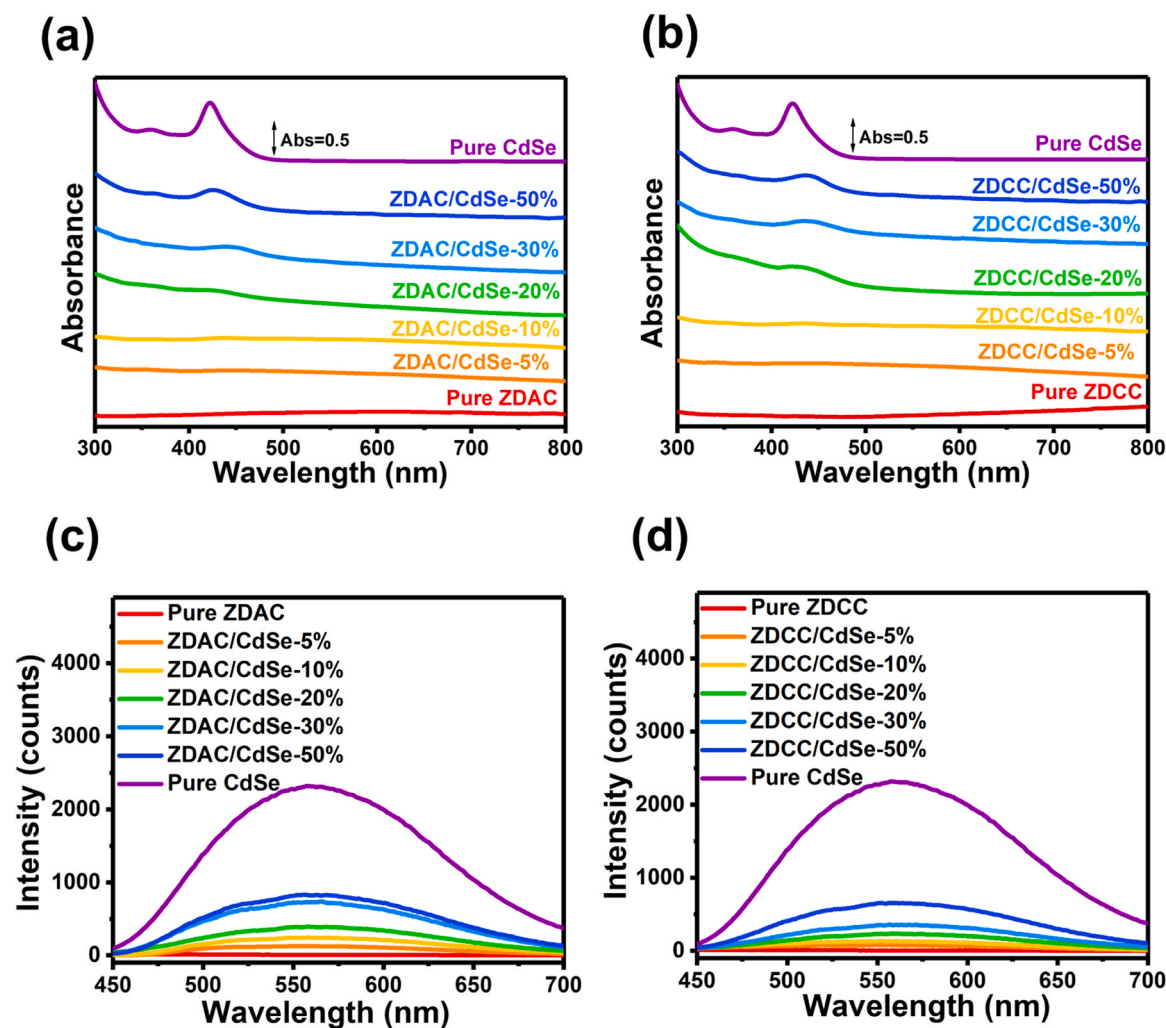 (a)
Absorbance
Abs=0.5
Pure CdSe
ZDAC/CdSe-50%
ZDAC/CdSe-30%
ZDAC/CdSe-20%
ZDAC/CdSe-10%
ZDAC/CdSe-5%
Pure ZDAC
300 400 500 600 700 800
Wavelength (nm)
(b)
Absorbance
Abs=0.5
Pure CdSe
ZDCC/CdSe-50%
ZDCC/CdSe-30%
ZDCC/CdSe-20%
ZDCC/CdSe-10%
ZDCC/CdSe-5%
Pure ZDCC
300 400 500 600 700 800
Wavelength (nm)
(c)
Intensity (counts)
4000
3000
2000
1000
0
Pure ZDAC
ZDAC/CdSe-5%
ZDAC/CdSe-10%
ZDAC/CdSe-20%
ZDAC/CdSe-30%
ZDAC/CdSe-50%
Pure CdSe
450 500 550 600 650 700
Wavelength (nm)
(d)
Intensity (counts)
4000
3000
2000
1000
0
Pure ZDCC
ZDCC/CdSe-5%
ZDCC/CdSe-10%
ZDCC/CdSe-20%
ZDCC/CdSe-30%
ZDCC/CdSe-50%
Pure CdSe
450 500 550 600 650 700
Wavelength (nm)